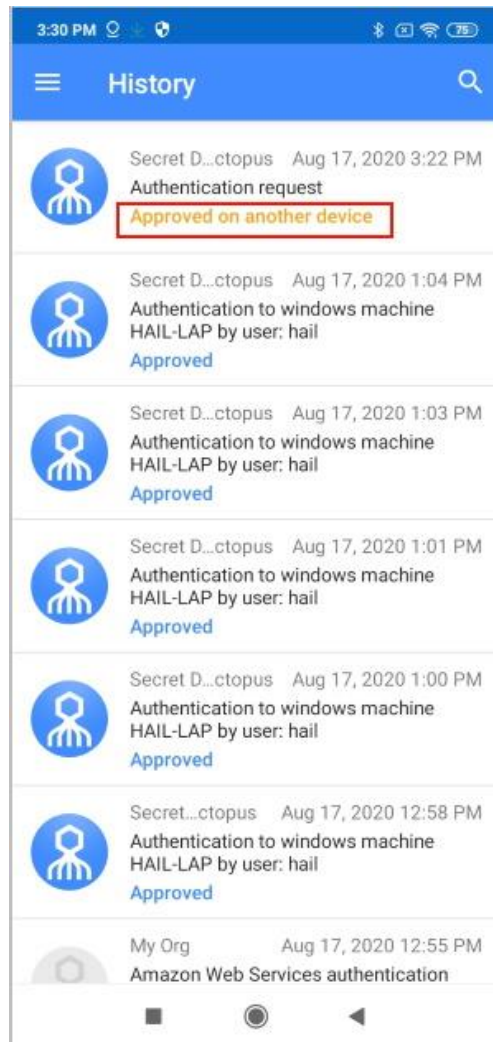 3:30 PM
75
History
Secret D...ctopus Aug 17, 2020 3:22 PM
Authentication request
Approved on another device
Secret D...ctopus Aug 17, 2020 1:04 PM
Authentication to windows machine
HAIL-LAP by user: hail
Approved
Secret D...ctopus Aug 17, 2020 1:03 PM
Authentication to windows machine
HAIL-LAP by user: hail
Approved
Secret D...ctopus Aug 17, 2020 1:01 PM
Authentication to windows machine
HAIL-LAP by user: hail
Approved
Secret D...ctopus Aug 17, 2020 1:00 PM
Authentication to windows machine
HAIL-LAP by user: hail
Approved
Secret...ctopus Aug 17, 2020 12:58 PM
Authentication to windows machine
HAIL-LAP by user: hail
Approved
My Org Aug 17, 2020 12:55 PM
Amazon Web Services authentication